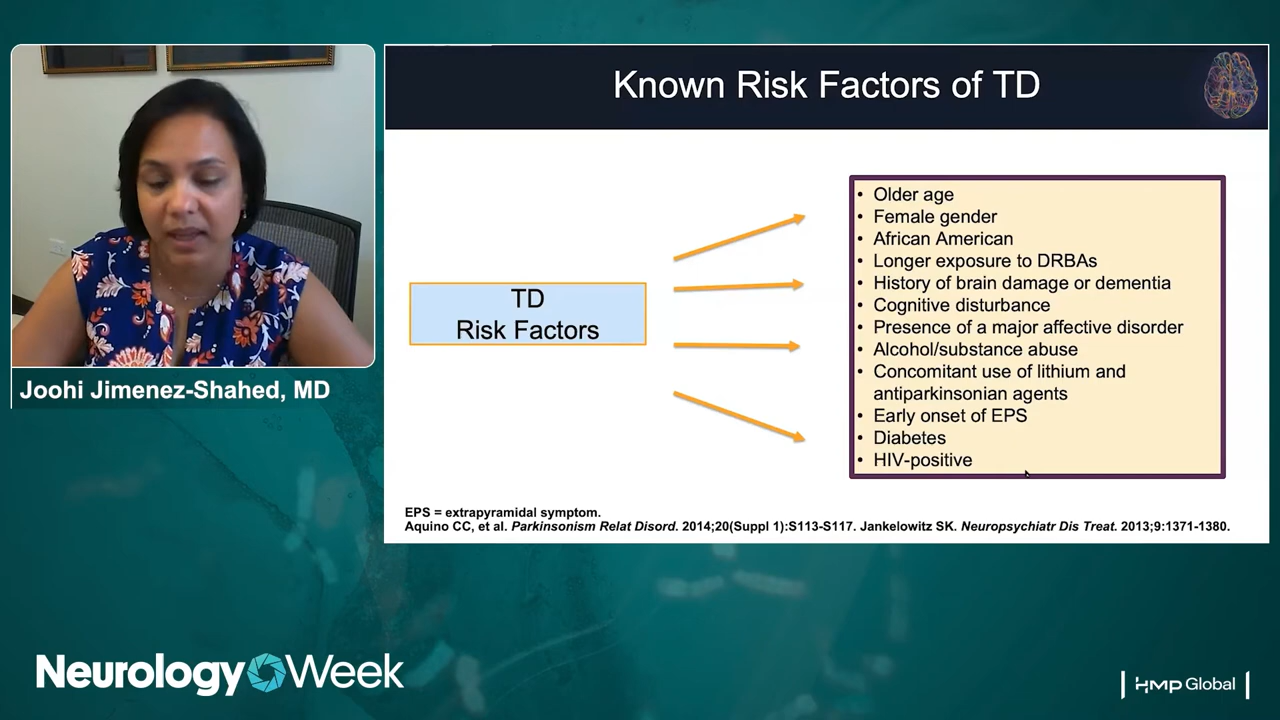 Known Risk Factors of TD
TD
Risk Factors
• Older age
• Female gender
• African American
• Longer exposure to DRBAs
• History of brain damage or dementia
• Cognitive disturbance
• Presence of a major affective disorder
• Alcohol/substance abuse
• Concomitant use of lithium and
antiparkinsonian agents
• Early onset of EPS
• Diabetes
• HIV-positive
EPS = extrapyramidal symptom.
Aquino CC, et al. Parkinsonism Relat Disord. 2014;20(Suppl 1):S113-S117. Jankelowitz SK. Neuropsychiatr Dis Treat. 2013;9:1371-1380.
Joohi Jimenez-Shahed, MD
Neurology Week
HMP Global